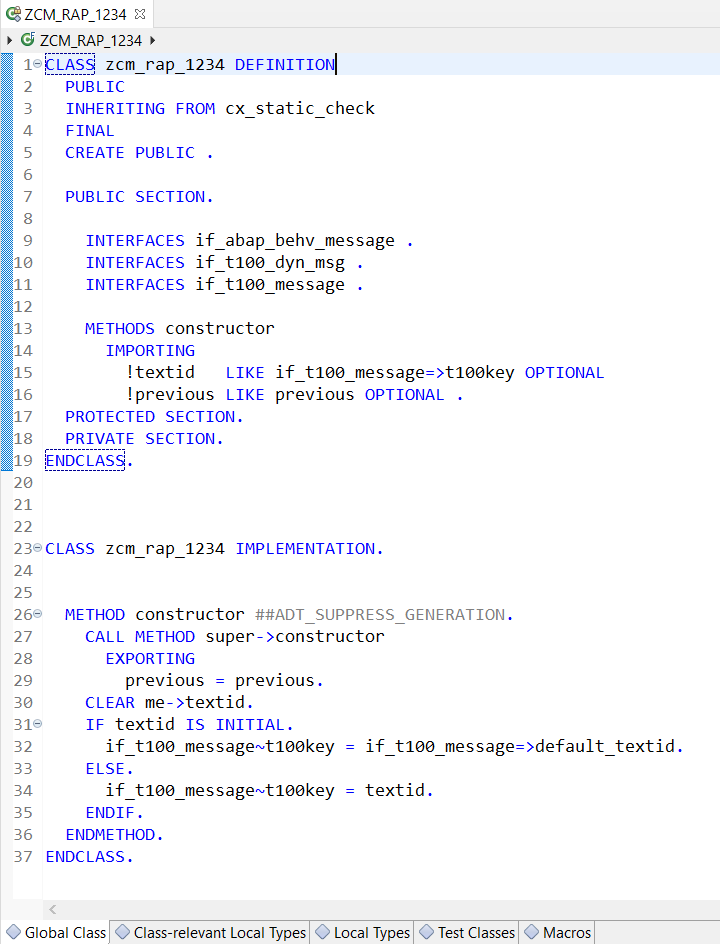 ZCM_RAP_1234
ZCM_RAP_1234
1 CLASS zcm_rap_1234 DEFINITION
2   PUBLIC
3   INHERITING FROM cx_static_check
4   FINAL
5   CREATE PUBLIC .
6
7   PUBLIC SECTION.
8
9     INTERFACES if_abap_behv_message .
10     INTERFACES if_t100_dyn_msg .
11     INTERFACES if_t100_message .
12
13     METHODS constructor
14       IMPORTING
15         !textid   LIKE if_t100_message=>t100key OPTIONAL
16         !previous LIKE previous OPTIONAL .
17   PROTECTED SECTION.
18   PRIVATE SECTION.
19 ENDCLASS.
20
21
22
23 CLASS zcm_rap_1234 IMPLEMENTATION.
24
25
26   METHOD constructor ##ADT_SUPPRESS_GENERATION.
27     CALL METHOD super->constructor
28       EXPORTING
29         previous = previous.
30     CLEAR me->textid.
31     IF textid IS INITIAL.
32       if_t100_message~t100key = if_t100_message=>default_textid.
33     ELSE.
34       if_t100_message~t100key = textid.
35     ENDIF.
36   ENDMETHOD.
37 ENDCLASS.
Global Class Class-relevant Local Types Local Types Test Classes Macros